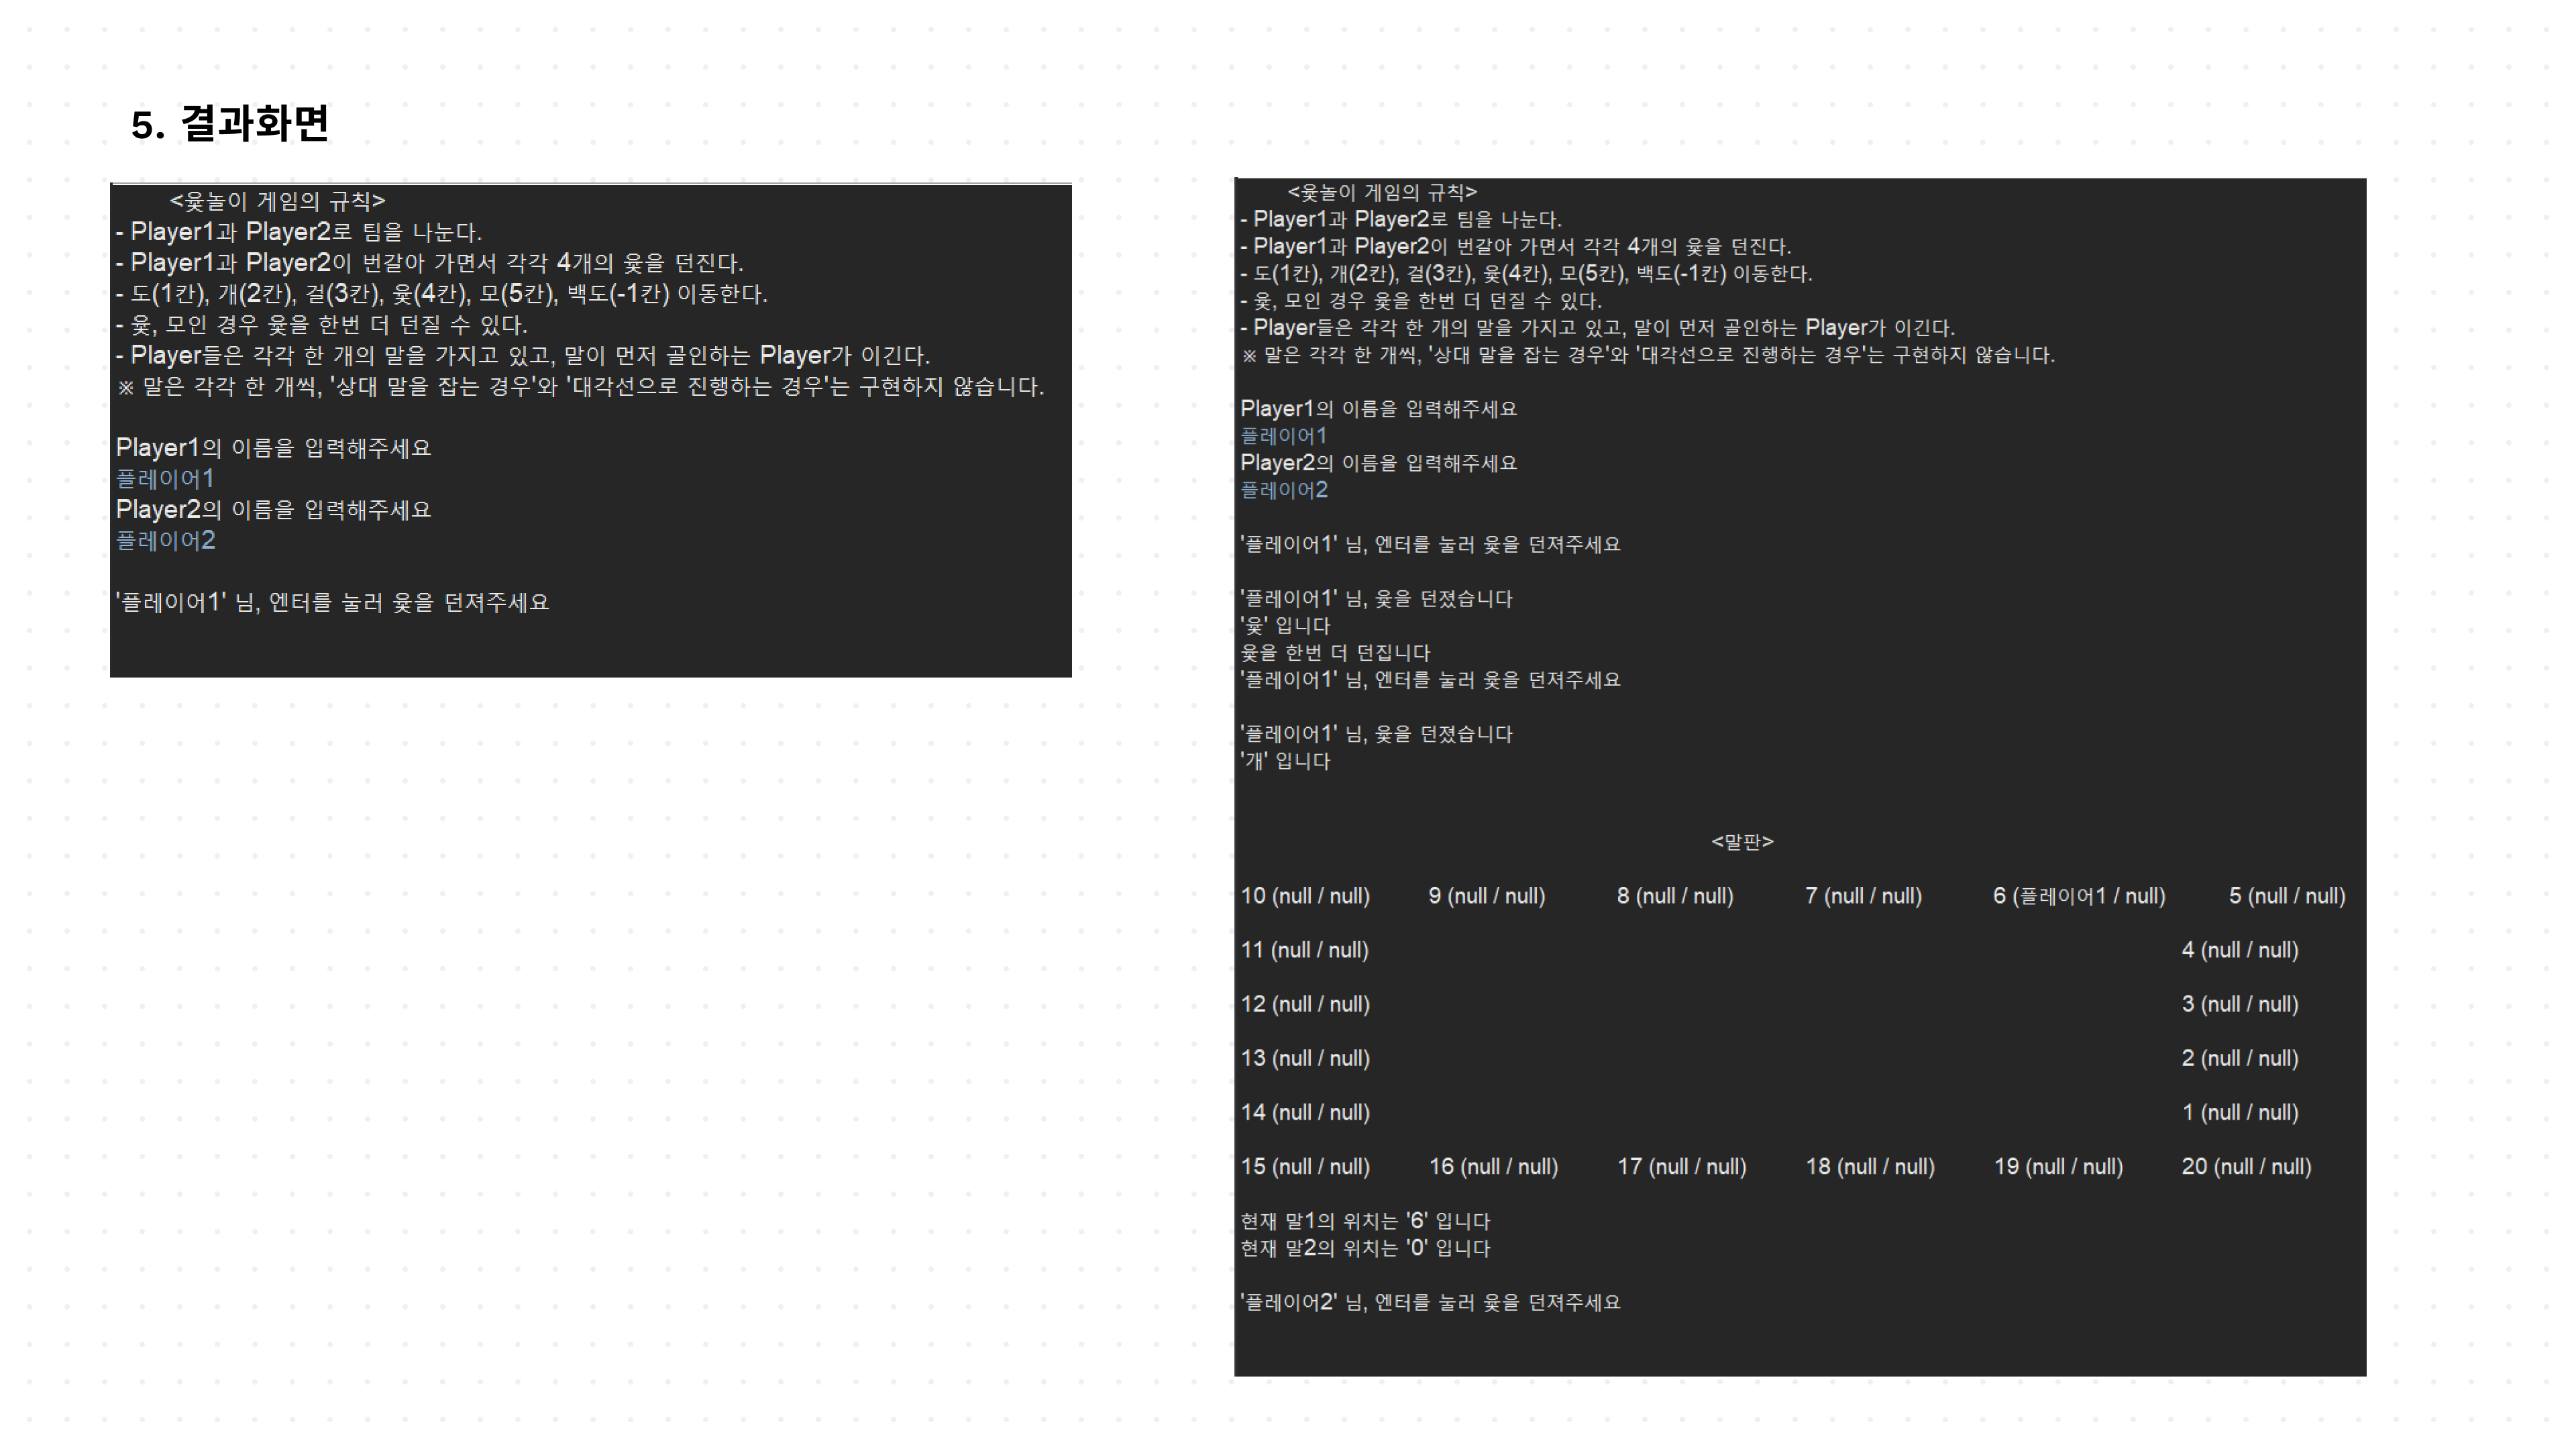 5. 결과화면
<윷놀이 게임의 규칙>
- Player1과 Player2로 팀을 나눈다.
- Player1과 Player2이 번갈아 가면서 각각 4개의 윷을 던진다.
- 도(1칸), 개(2칸), 걸(3칸), 윷(4칸), 모(5칸), 백도(-1칸) 이동한다.
- 윷, 모인 경우 윷을 한번 더 던질 수 있다.
- Player들은 각각 한 개의 말을 가지고 있고, 말이 먼저 골인하는 Player가 이긴다.
※ 말은 각각 한 개씩, '상대 말을 잡는 경우'와 '대각선으로 진행하는 경우'는 구현하지 않습니다.
Player1의 이름을 입력해주세요
플레이어1
Player2의 이름을 입력해주세요
플레이어2
'플레이어1' 님, 엔터를 눌러 윷을 던져주세요
<윷놀이 게임의 규칙>
- Player1과 Player2로 팀을 나눈다.
- Player1과 Player2이 번갈아 가면서 각각 4개의 윷을 던진다.
- 도(1칸), 개(2칸), 걸(3칸), 윷(4칸), 모(5칸), 백도(-1칸) 이동한다.
- 윷, 모인 경우 윷을 한번 더 던질 수 있다.
- Player들은 각각 한 개의 말을 가지고 있고, 말이 먼저 골인하는 Player가 이긴다.
※ 말은 각각 한 개씩, '상대 말을 잡는 경우'와 '대각선으로 진행하는 경우'는 구현하지 않습니다.
Player1의 이름을 입력해주세요
플레이어1
Player2의 이름을 입력해주세요
플레이어2
'플레이어1' 님, 엔터를 눌러 윷을 던져주세요
'플레이어1' 님, 윷을 던졌습니다
'윷' 입니다
윷을 한번 더 던집니다
'플레이어1' 님, 엔터를 눌러 윷을 던져주세요
'플레이어1' 님, 윷을 던졌습니다
'개' 입니다
<말판>
10 (null / null) 9 (null / null) 8 (null / null) 7 (null / null) 6 (플레이어1 / null) 5 (null / null)
11 (null / null) 4 (null / null)
12 (null / null) 3 (null / null)
13 (null / null) 2 (null / null)
14 (null / null) 1 (null / null)
15 (null / null) 16 (null / null) 17 (null / null) 18 (null / null) 19 (null / null) 20 (null / null)
현재 말1의 위치는 '6' 입니다
현재 말2의 위치는 '0' 입니다
'플레이어2' 님, 엔터를 눌러 윷을 던져주세요